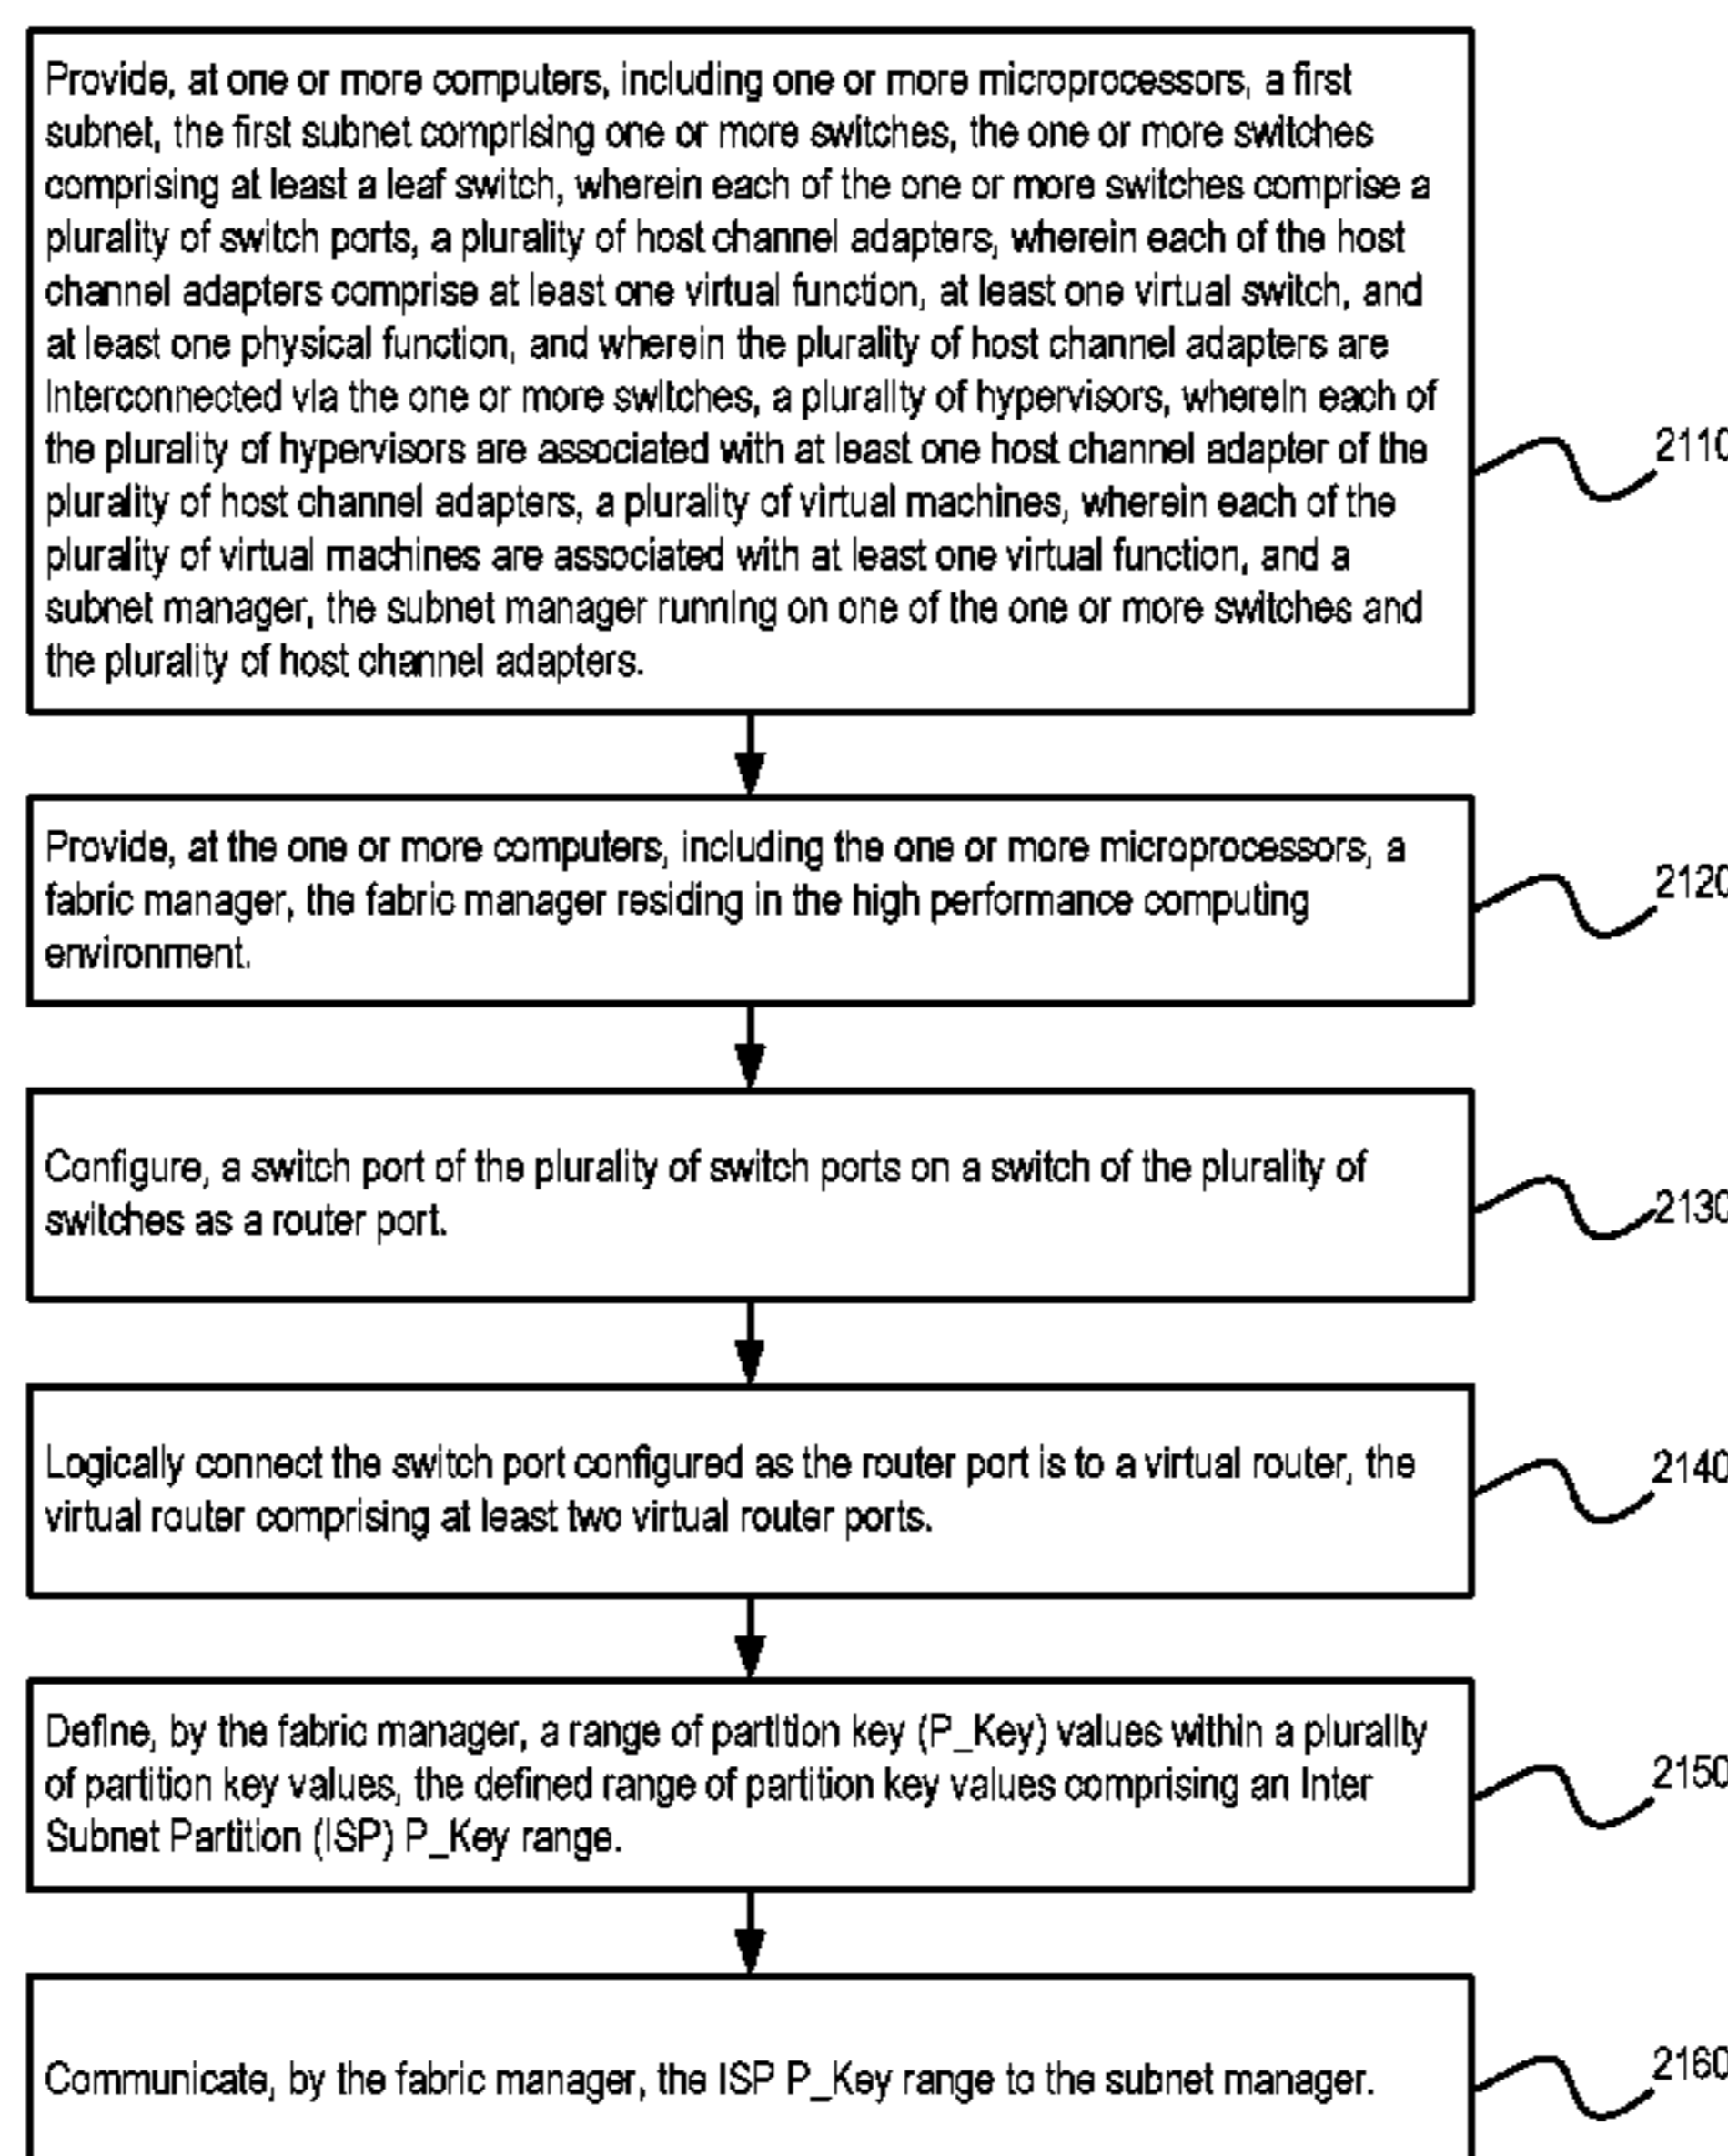 Provide, at one or more computers, including one or more microprocessors, a first
subnet, the first subnet comprising one or more switches, the one or more switches
comprising at least a leaf switch, wherein each of the one or more switches comprise a
plurality of switch ports, a plurality of host channel adapters, wherein each of the host
channel adapters comprise at least one virtual function, at least one virtual switch, and
at least one physical function, and wherein the plurality of host channel adapters are
interconnected via the one or more switches, a plurality of hypervisors, wherein each of
the plurality of hypervisors are associated with at least one host channel adapter of the
plurality of host channel adapters, a plurality of virtual machines, wherein each of the
plurality of virtual machines are associated with at least one virtual function, and a
subnet manager, the subnet manager running on one of the one or more switches and
the plurality of host channel adapters.
2110
Provide, at the one or more computers, including the one or more microprocessors, a
fabric manager, the fabric manager residing in the high performance computing
environment.
2120
Configure, a switch port of the plurality of switch ports on a switch of the plurality of
switches as a router port.
2130
Logically connect the switch port configured as the router port is to a virtual router, the
virtual router comprising at least two virtual router ports.
2140
Define, by the fabric manager, a range of partition key (P_Key) values within a plurality
of partition key values, the defined range of partition key values comprising an Inter
Subnet Partition (ISP) P_Key range.
2150
Communicate, by the fabric manager, the ISP P_Key range to the subnet manager.
2160